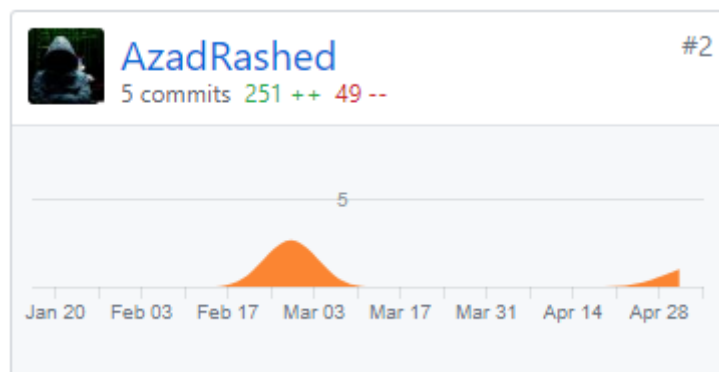 AzadRashed #2
5 commits 251 ++ 49 --
5
Jan 20 Feb 03 Feb 17 Mar 03 Mar 17 Mar 31 Apr 14 Apr 28